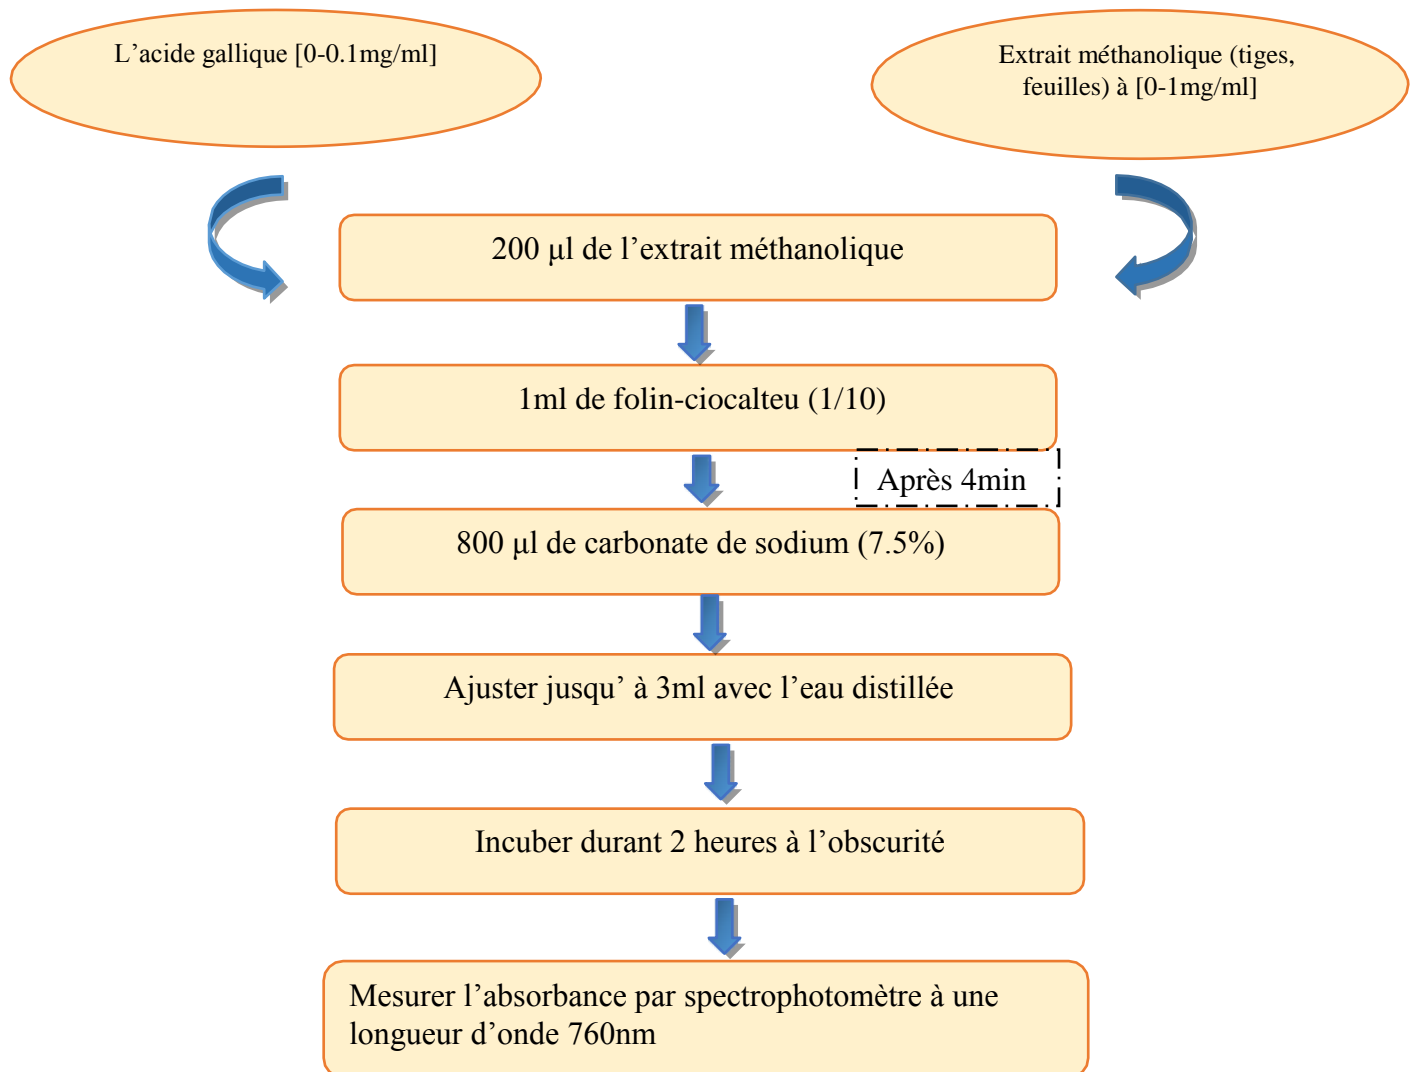 L’acide gallique [0-0.1mg/ml]
Extrait méthanolique (tiges,
feuilles) à [0-1mg/ml]
200 µl de l’extrait méthanolique
1ml de folin-ciocalteu (1/10)
Après 4min
800 µl de carbonate de sodium (7.5%)
Ajuster jusqu’ à 3ml avec l’eau distillée
Incuber durant 2 heures à l’obscurité
Mesurer l’absorbance par spectrophotomètre à une
longueur d’onde 760nm